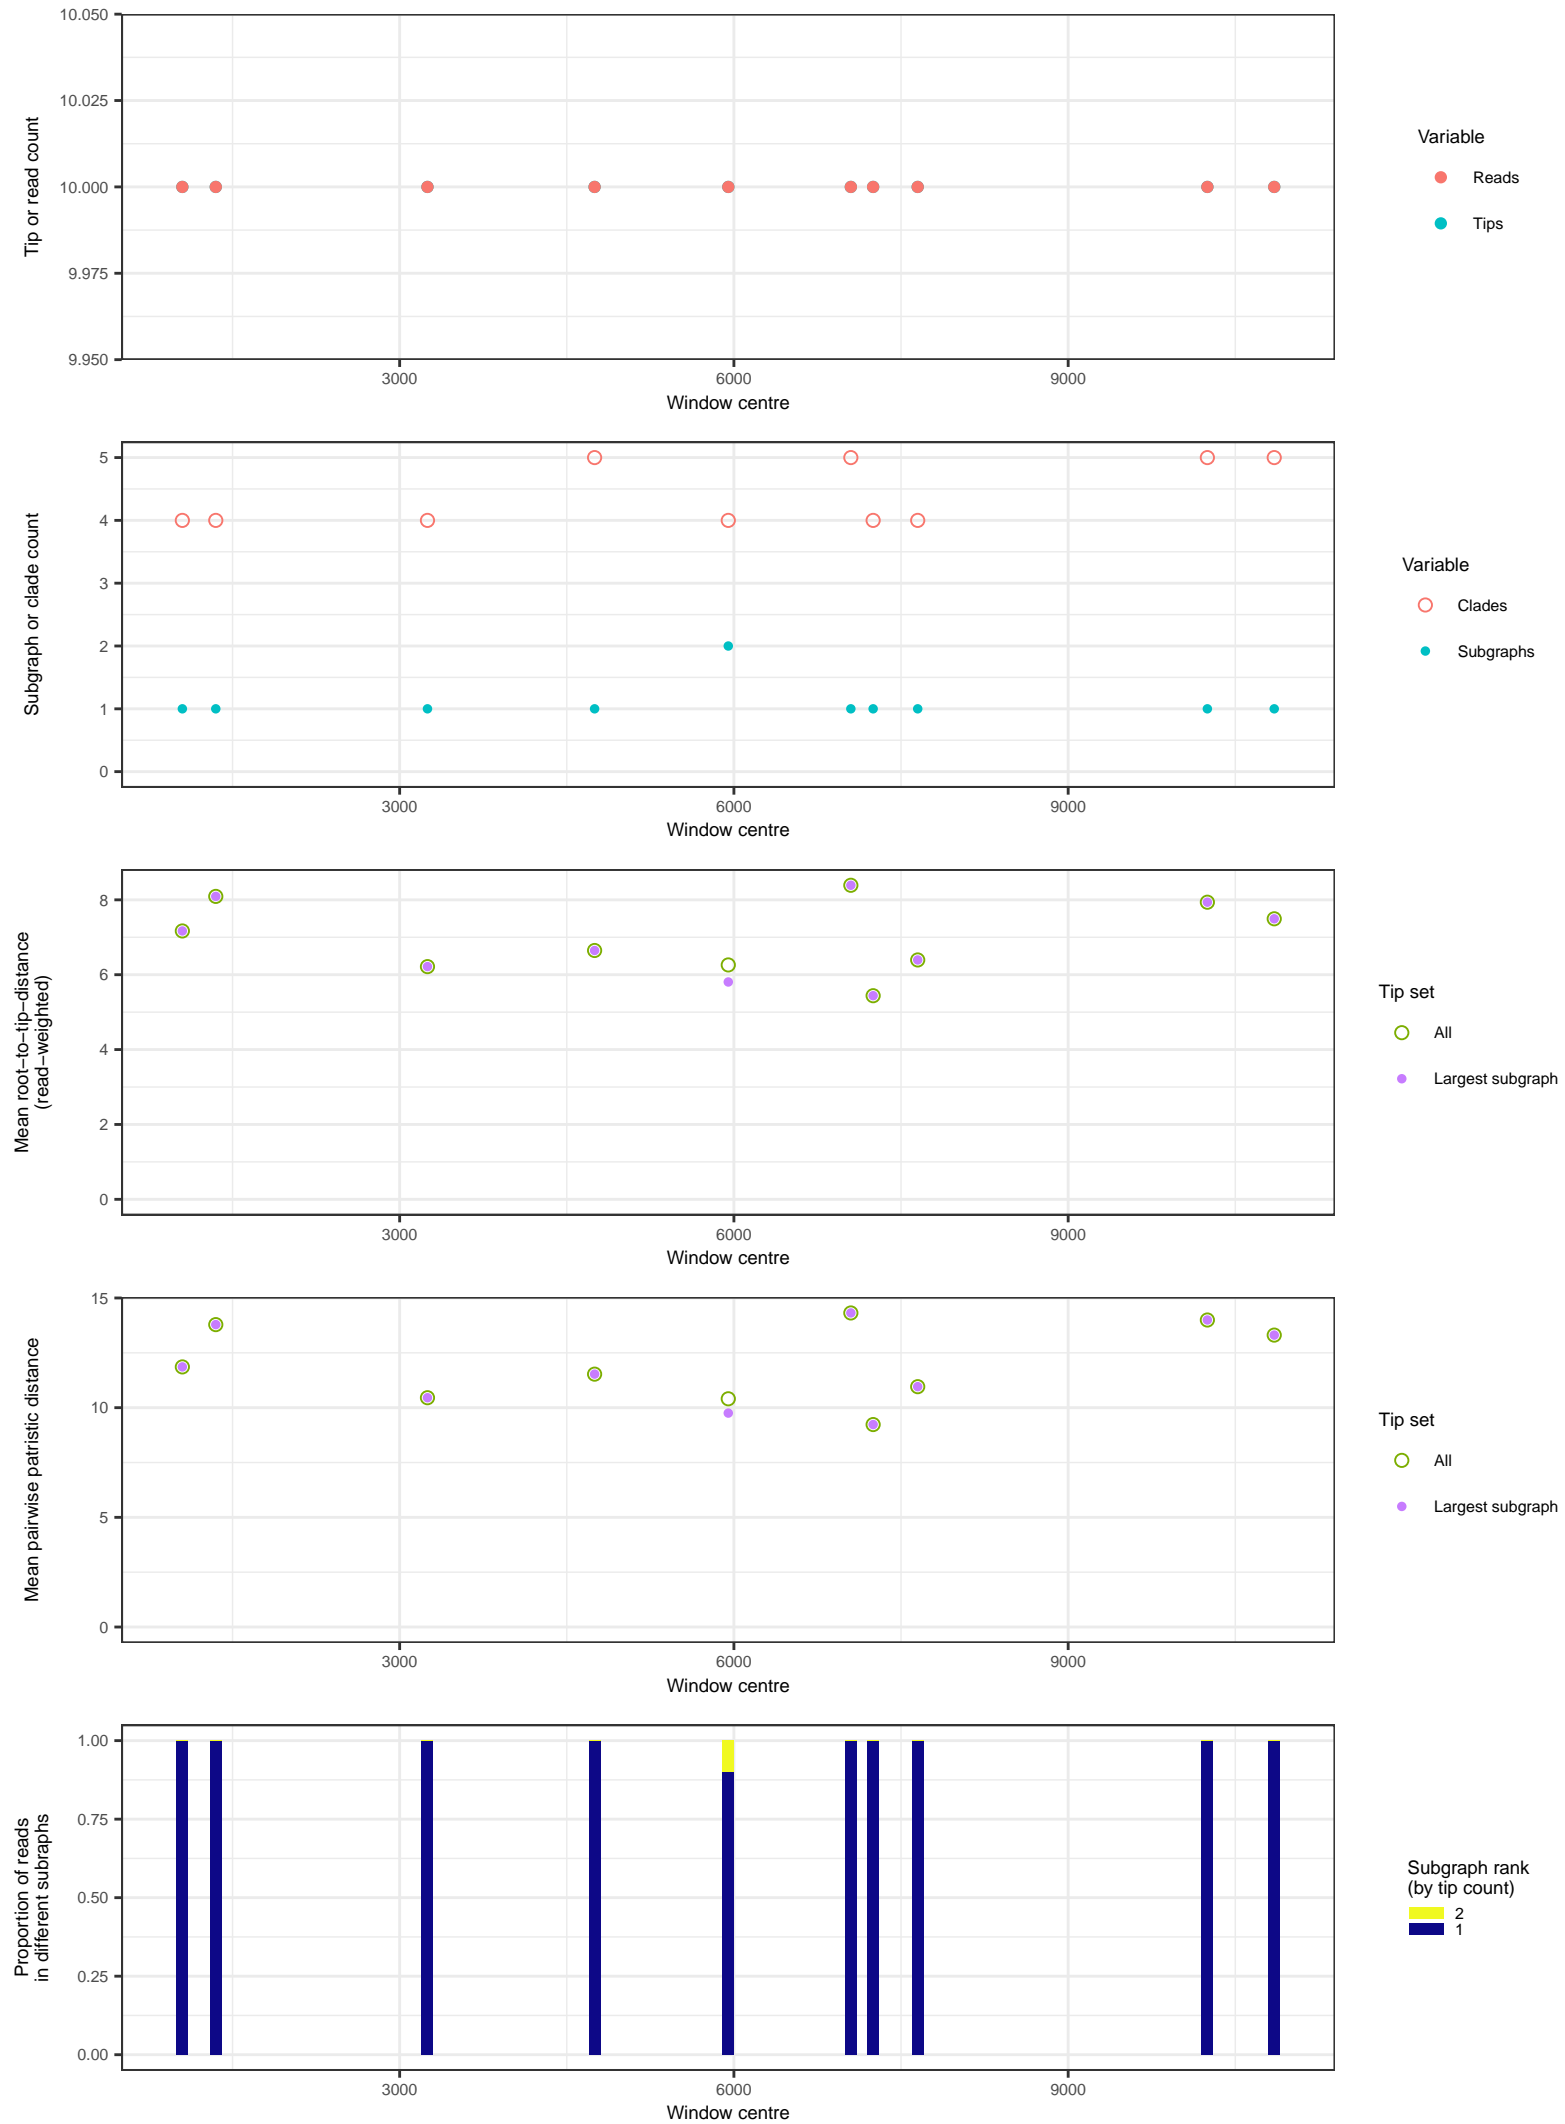 10.050
10.025
10.000
9.975
9.950
Tip or read count
3000 6000 9000
Window centre
Variable
Reads
Tips
5
4
3
2
1
0
Subgraph or clade count
3000 6000 9000
Window centre
Variable
Clades
Subgraphs
8
6
4
2
0
Mean root−to−tip−distance
(read−weighted)
3000 6000 9000
Window centre
Tip set
All
Largest subgraph
15
10
5
0
Mean pairwise patristic distance
3000 6000 9000
Window centre
Tip set
All
Largest subgraph
1.00
0.75
0.50
0.25
0.00
Proportion of reads
in different subraphs
3000 6000 9000
Window centre
Subgraph rank
(by tip count)
2
1